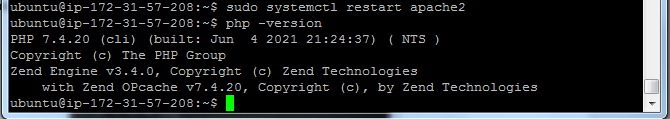 ubuntu@ip-172-31-57-208:~$ sudo systemctl restart apache2
ubuntu@ip-172-31-57-208:~$ php -version
PHP 7.4.20 (cli) (built: Jun  4 2021 21:24:37) ( NTS )
Copyright (c) The PHP Group
Zend Engine v3.4.0, Copyright (c) Zend Technologies
    with Zend OPcache v7.4.20, Copyright (c), by Zend Technologies
ubuntu@ip-172-31-57-208:~$